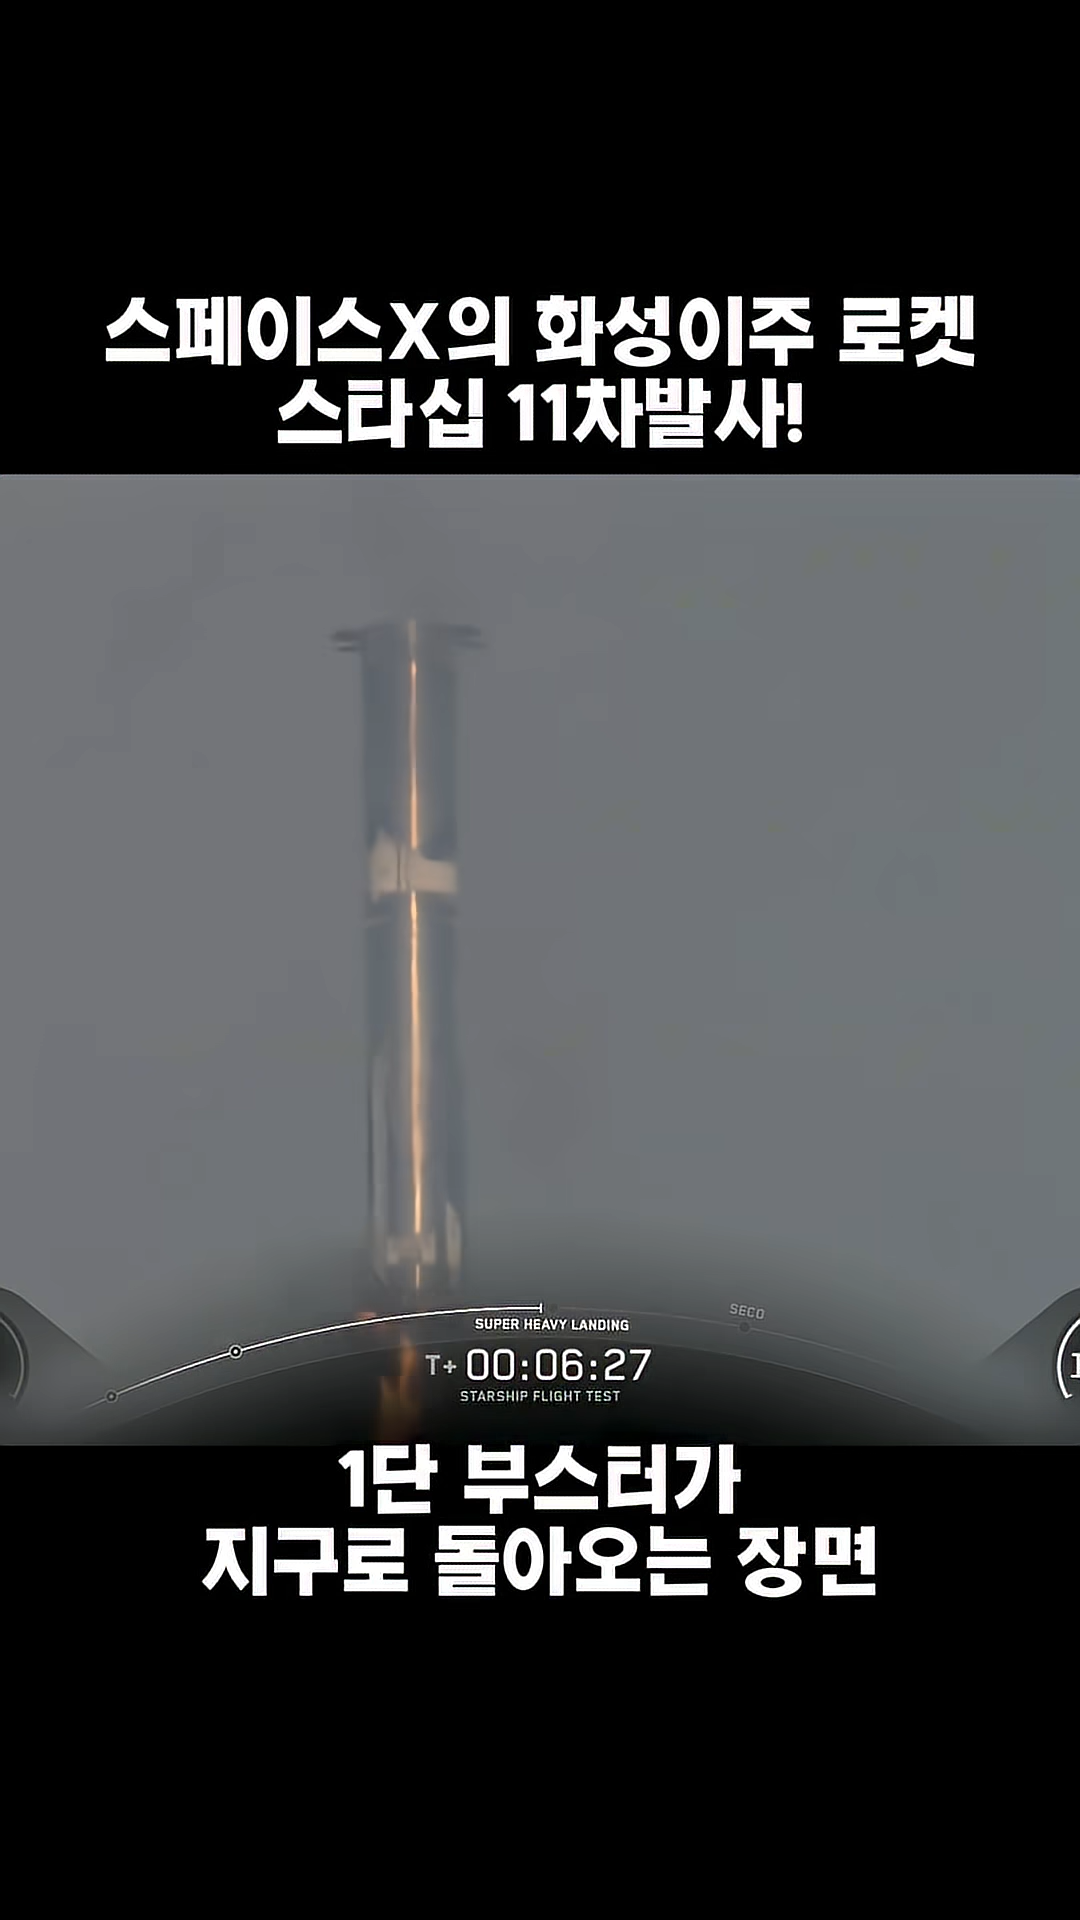 스페이스X의 화성이주 로켓
스타십 11차발사!
SECO
SUPER HEAVY LANDING
T+ 00:06:27
STARSHIP FLIGHT TEST
1단 부스터가
지구로 돌아오는 장면